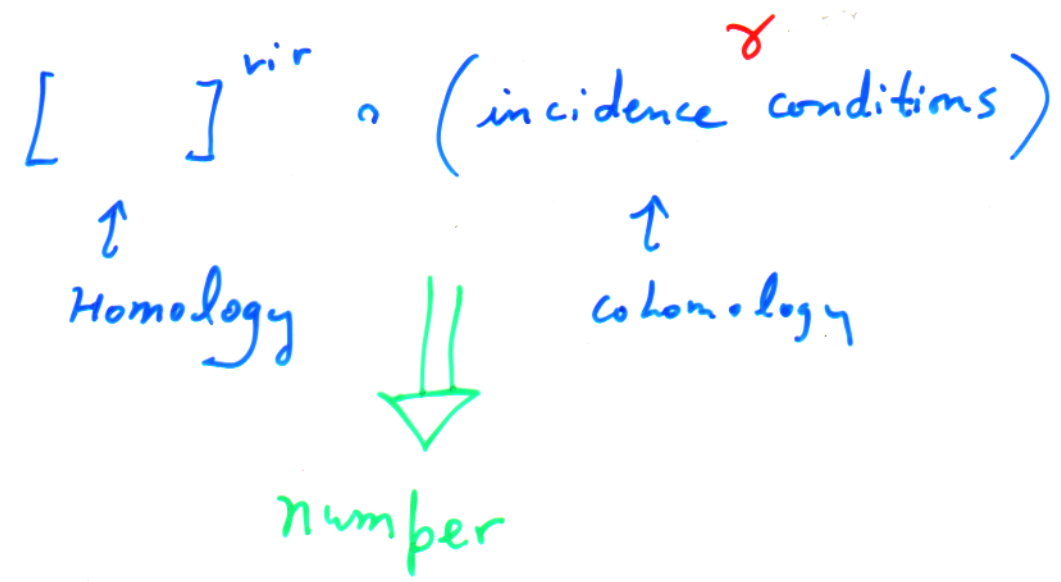 γ
[ ]^vir ∘ (incidence conditions)
↑ ↑
Homology cohomology
⇓
number